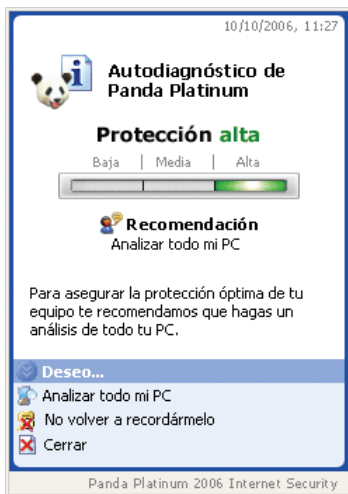 10/10/2006, 11:27
Autodiagnóstico de
Panda Platinum
Protección alta
Baja | Media | Alta
Recomendación
Analizar todo mi PC
Para asegurar la protección óptima de tu
equipo te recomendamos que hagas un
análisis de todo tu PC.
Deseo...
Analizar todo mi PC
No volver a recordármelo
Cerrar
Panda Platinum 2006 Internet Security